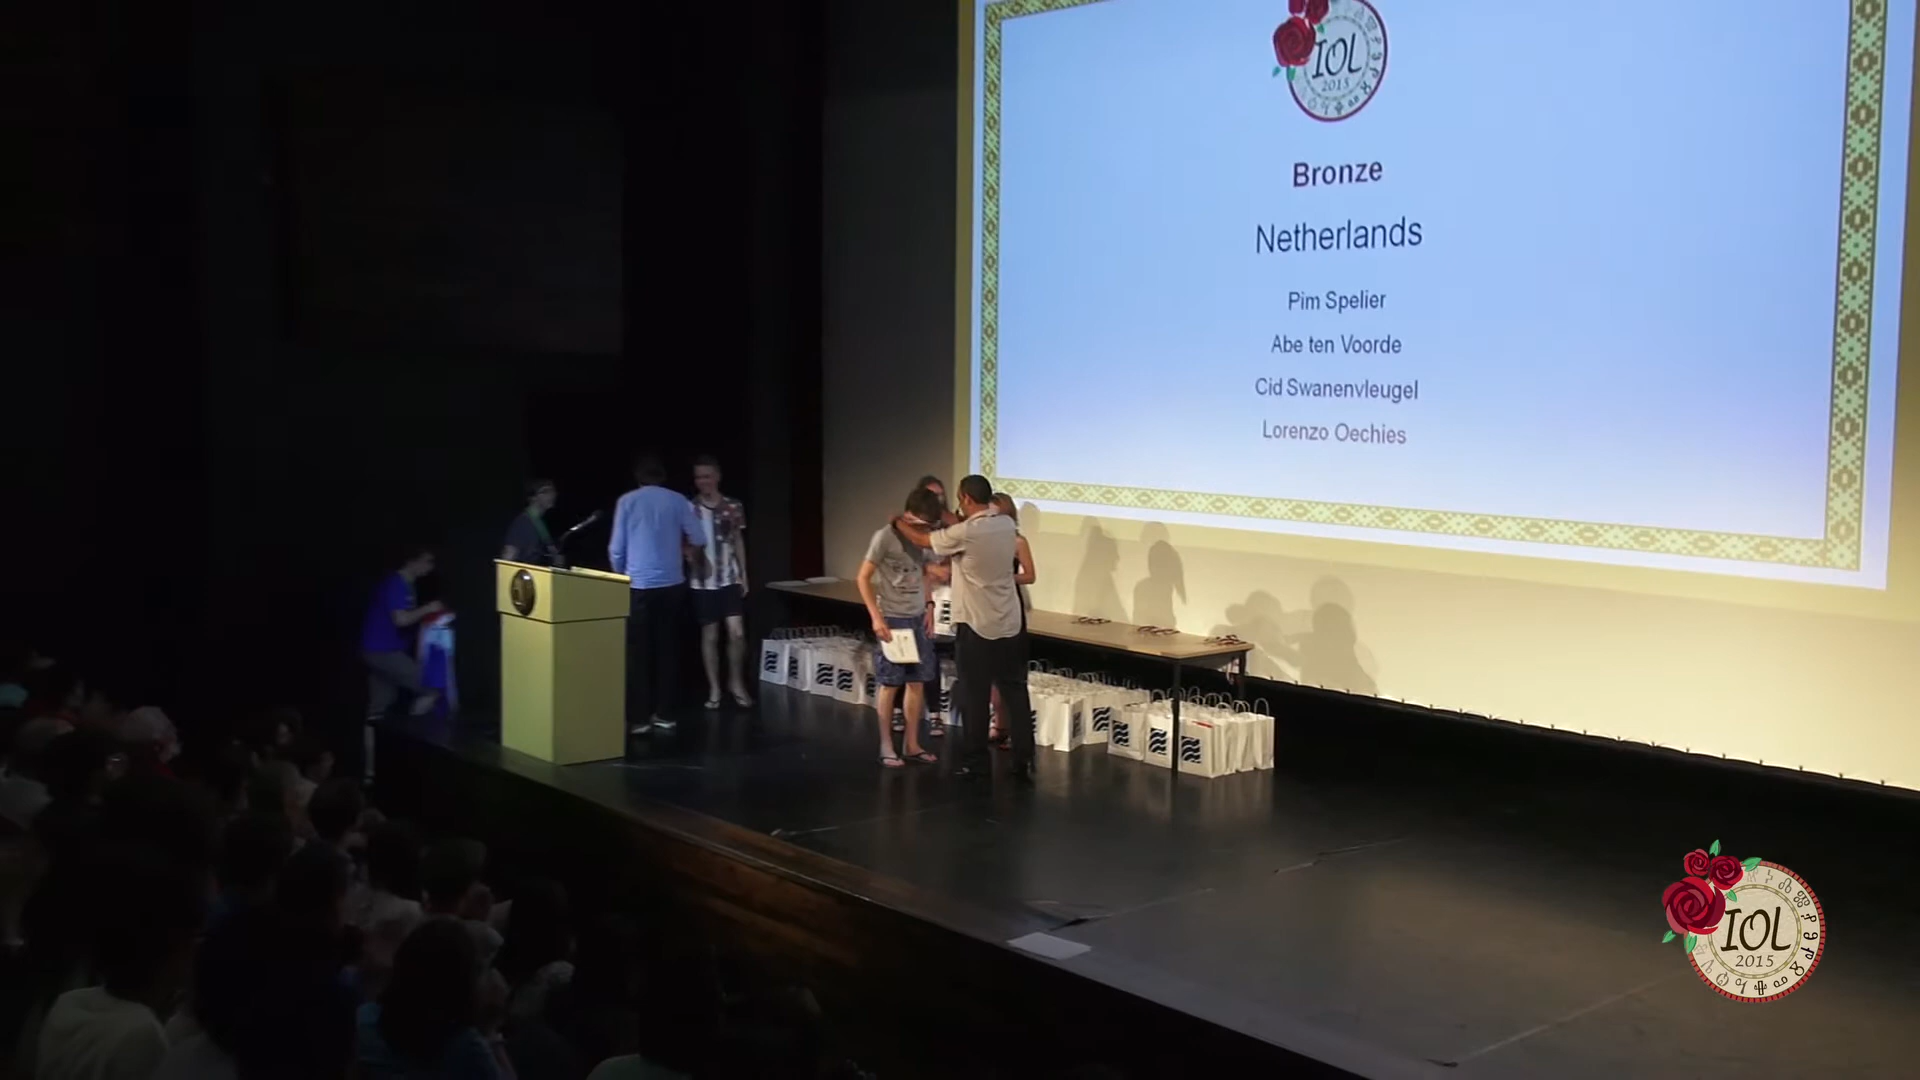 IOL
2015
Bronze
Netherlands
Pim Spelier
Abe ten Voorde
Cid Swanenvleugel
Lorenzo Oechies
IOL
2015